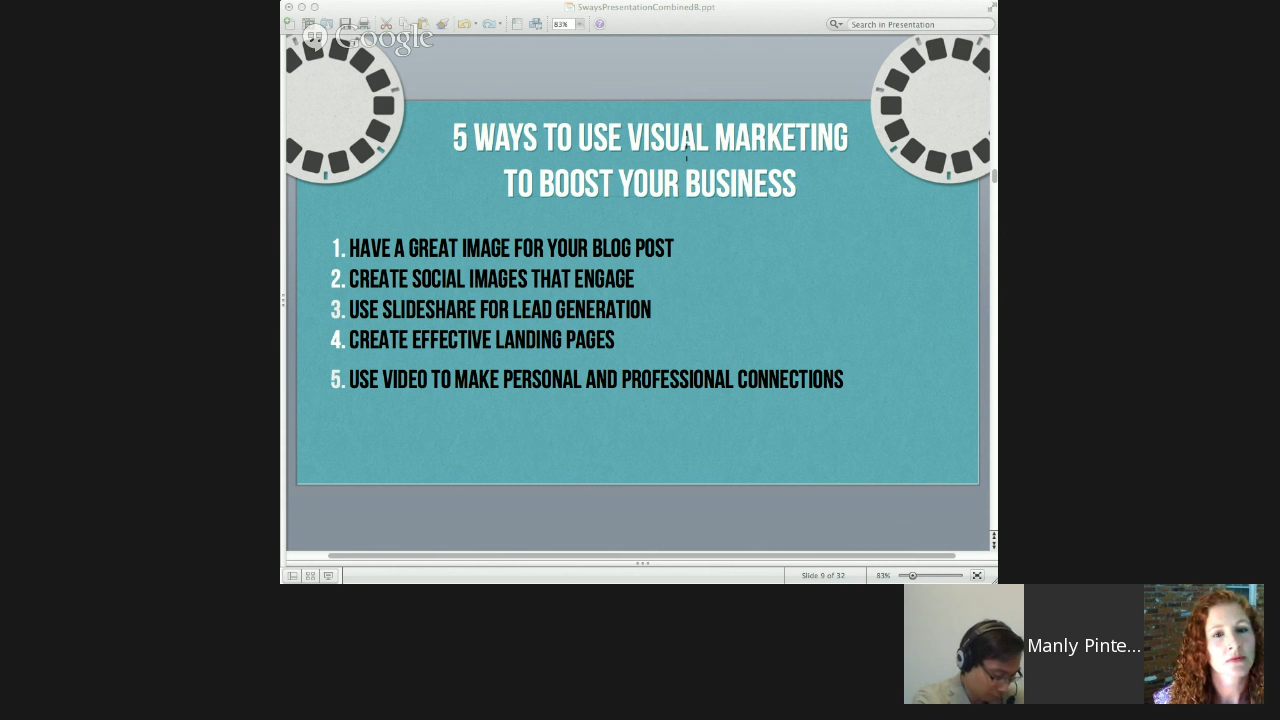 5waysPresentationCombinedB.ppt
83%
Search in Presentation
Google
5 WAYS TO USE VISUAL MARKETING
TO BOOST YOUR BUSINESS
1. HAVE A GREAT IMAGE FOR YOUR BLOG POST
2. CREATE SOCIAL IMAGES THAT ENGAGE
3. USE SLIDESHARE FOR LEAD GENERATION
4. CREATE EFFECTIVE LANDING PAGES
5. USE VIDEO TO MAKE PERSONAL AND PROFESSIONAL CONNECTIONS
Slide 9 of 32
83%
Manly Pinte...